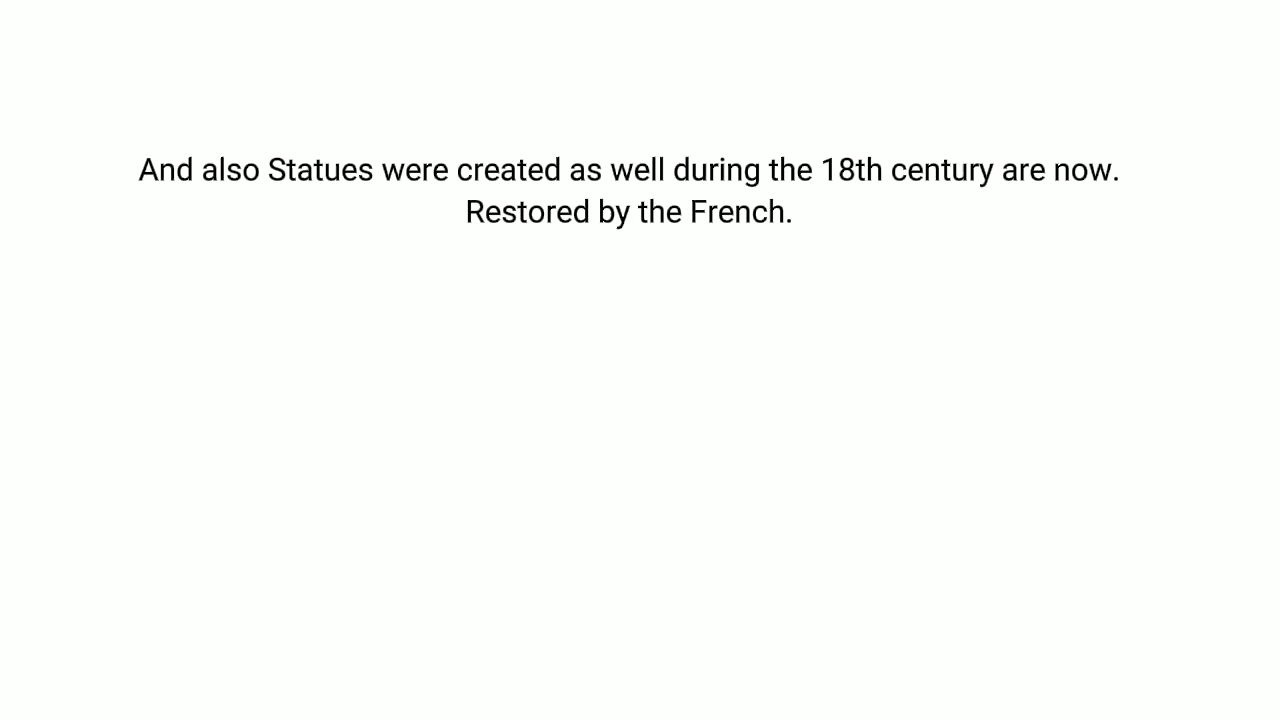 And also Statues were created as well during the 18th century are now.
Restored by the French.